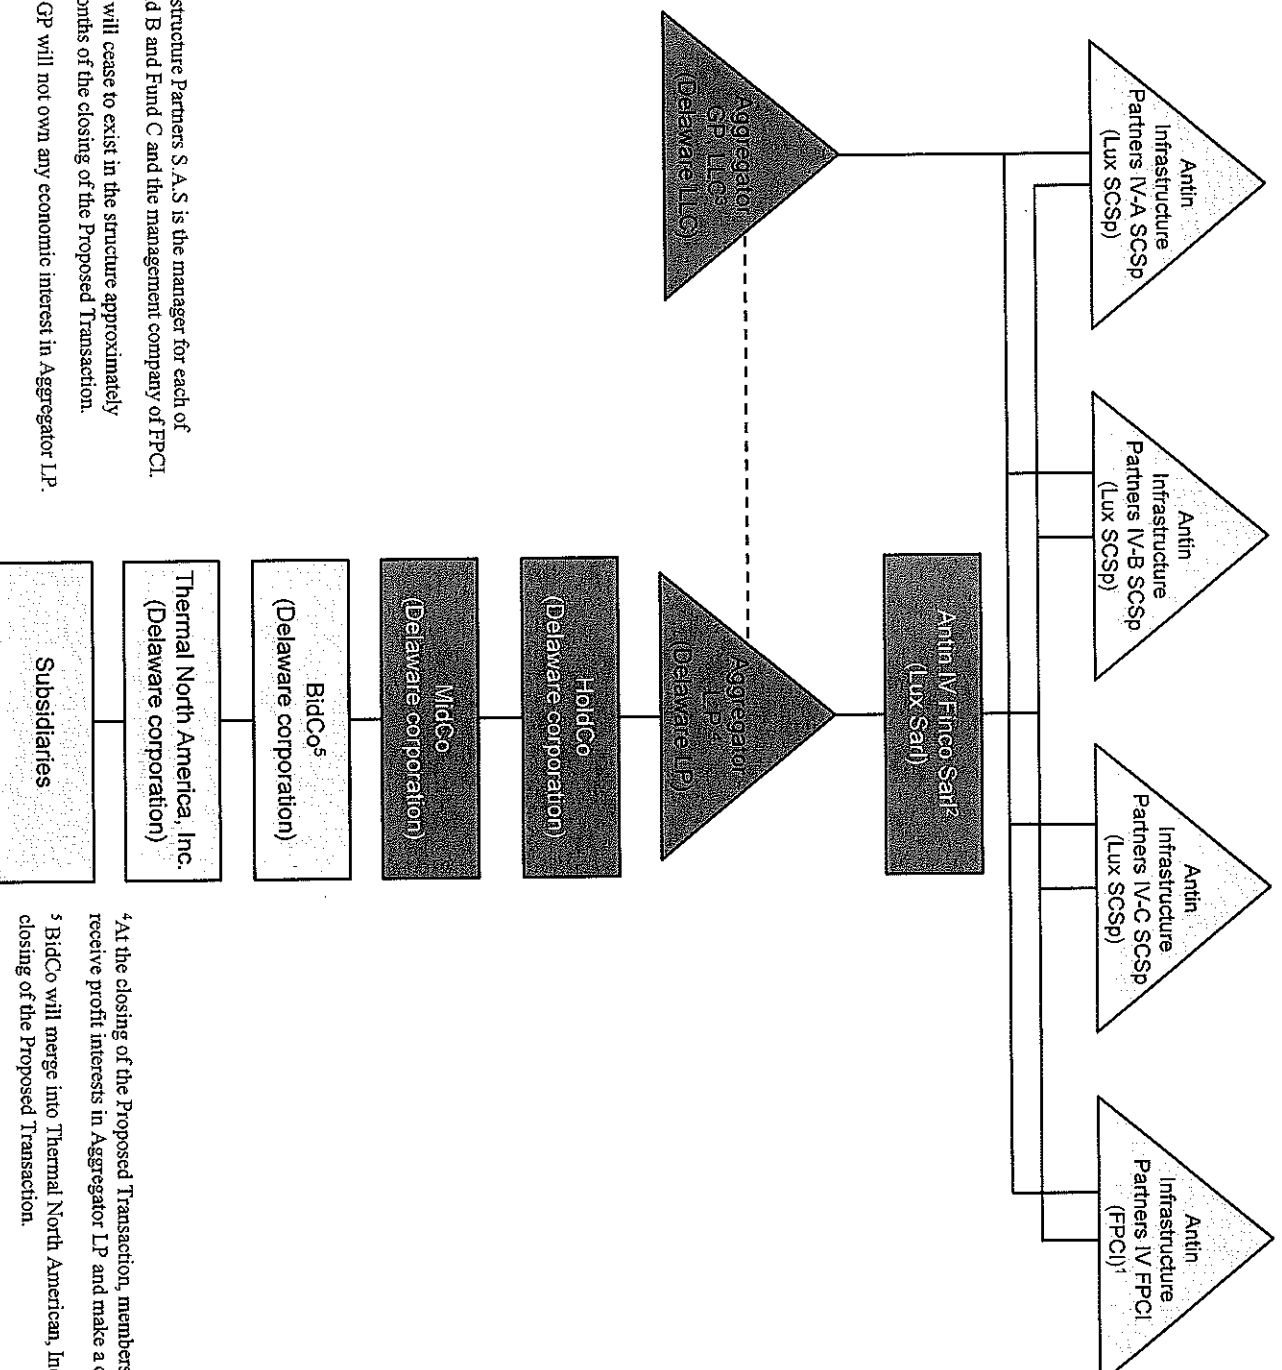 Antin
Infrastructure
Partners IV-A SCSp
(Lux SCSp)
Antin
Infrastructure
Partners IV-B SCSp
(Lux SCSp)
Antin
Infrastructure
Partners IV-C SCSp
(Lux SCSp)
Antin
Infrastructure
Partners IV FPCI
(FPCI)¹
Antin IV Finco Sarl²
(Lux Sarl)
Aggregator
GP LLC³
(Delaware LLC)
Aggregator
LP⁴
(Delaware LP)
HoldCo
(Delaware corporation)
MidCo
(Delaware corporation)
BidCo⁵
(Delaware corporation)
Thermal North America, Inc.
(Delaware corporation)
Subsidiaries
structure Partners S.A.S is the manager for each of
d B and Fund C and the management company of FPCI.
will cease to exist in the structure approximately
onths of the closing of the Proposed Transaction.
GP will not own any economic interest in Aggregator LP.
⁴At the closing of the Proposed Transaction, members
receive profit interests in Aggregator LP and make a
⁵ BidCo will merge into Thermal North American, Inc
closing of the Proposed Transaction.